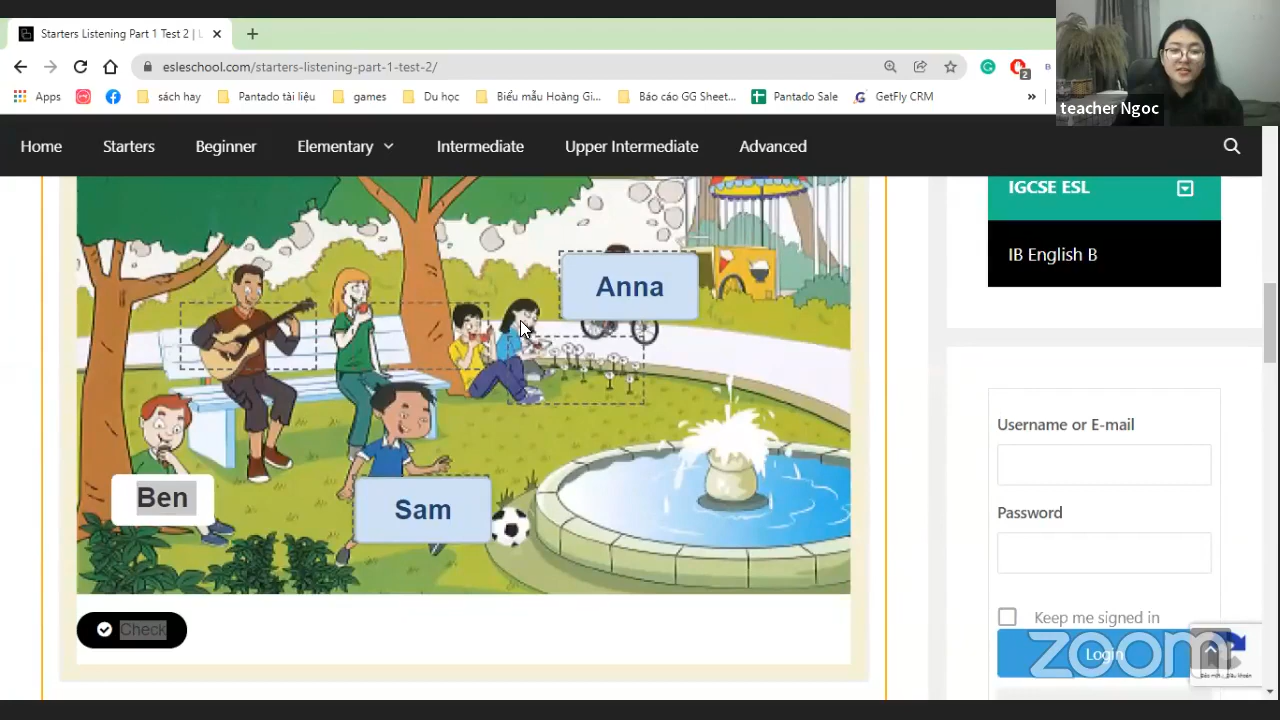 Starters Listening Part 1 Test 2 | L
esleschool.com/starters-listening-part-1-test-2/
2
Apps
sách hay
Pantado tài liệu
games
Du học
Biểu mẫu Hoàng Gi...
Báo cáo GG Sheet...
Pantado Sale
GetFly CRM
»
teacher Ngoc
Home
Starters
Beginner
Elementary
Intermediate
Upper Intermediate
Advanced
IGCSE ESL
IB English B
Anna
Ben
Sam
Check
Username or E-mail
Password
Keep me signed in
Login
zoom